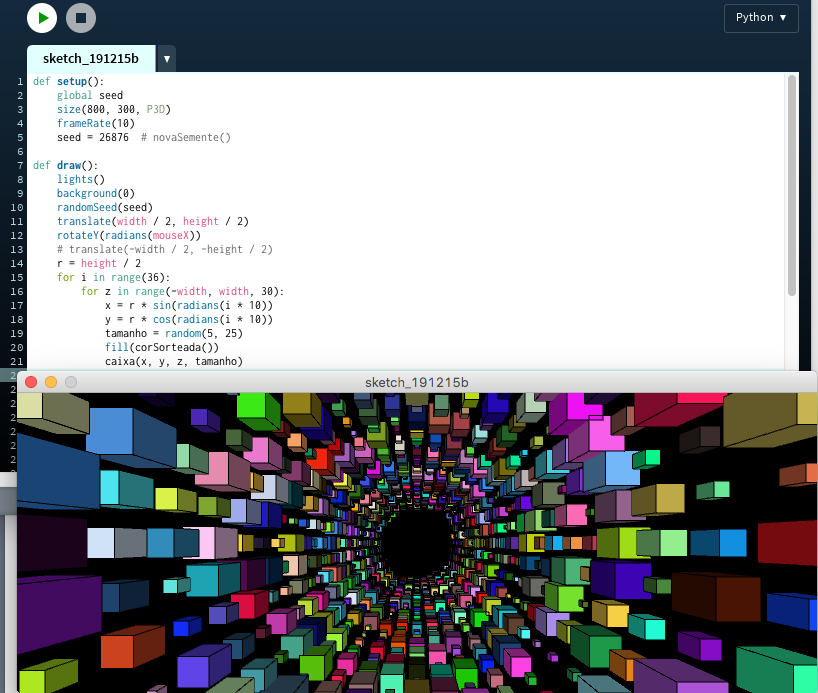 Python ▼
sketch_191215b ▼
1 def setup():
2     global seed
3     size(800, 300, P3D)
4     frameRate(10)
5     seed = 26876  # novaSemente()
6
7 def draw():
8     lights()
9     background(0)
10     randomSeed(seed)
11     translate(width / 2, height / 2)
12     rotateY(radians(mouseX))
13     # translate(-width / 2, -height / 2)
14     r = height / 2
15     for i in range(36):
16         for z in range(-width, width, 30):
17             x = r * sin(radians(i * 10))
18             y = r * cos(radians(i * 10))
19             tamanho = random(5, 25)
20             fill(corSorteada())
21             caixa(x, y, z, tamanho)
sketch_191215b